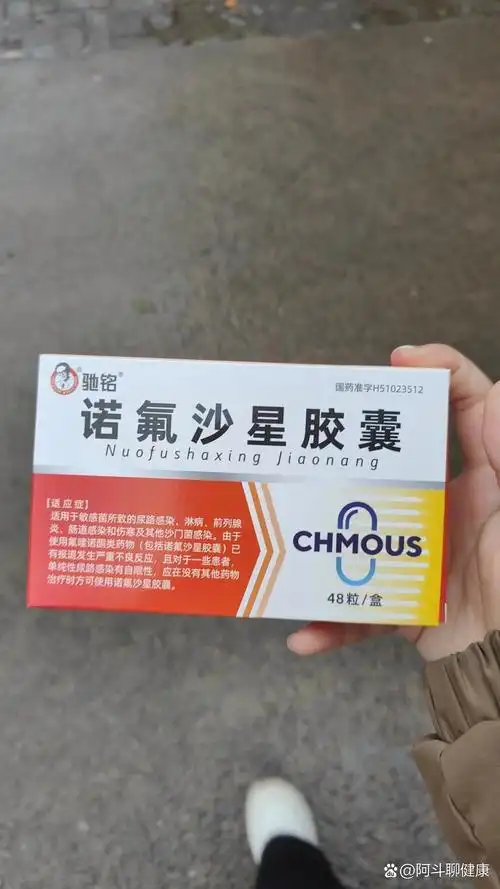 驰铭®
国药准字H51023512
诺氟沙星胶囊
Nuofushaxing Jiaonang
【适应症】
适用于敏感菌所致的尿路感染、淋病、前列腺
炎、肠道感染和伤寒及其他沙门菌感染。由于
使用氟喹诺酮类药物（包括诺氟沙星胶囊）已
有报道发生严重不良反应，且对于一些患者，
单纯性尿路感染有自限性，应在没有其他药物
治疗时方可使用诺氟沙星胶囊。
CHMOUS
48粒/盒
@阿斗聊健康